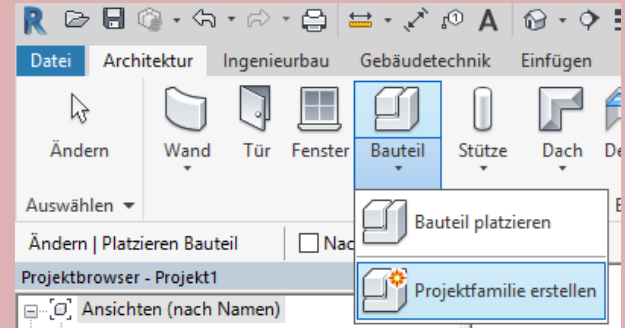 Datei Architektur Ingenieurbau Gebäudetechnik Einfügen
Ändern Wand Tür Fenster Bauteil Stütze Dach
Auswählen
Bauteil platzieren
Ändern | Platzieren Bauteil
Projektbrowser - Projekt1
Projektfamilie erstellen
Ansichten (nach Namen)